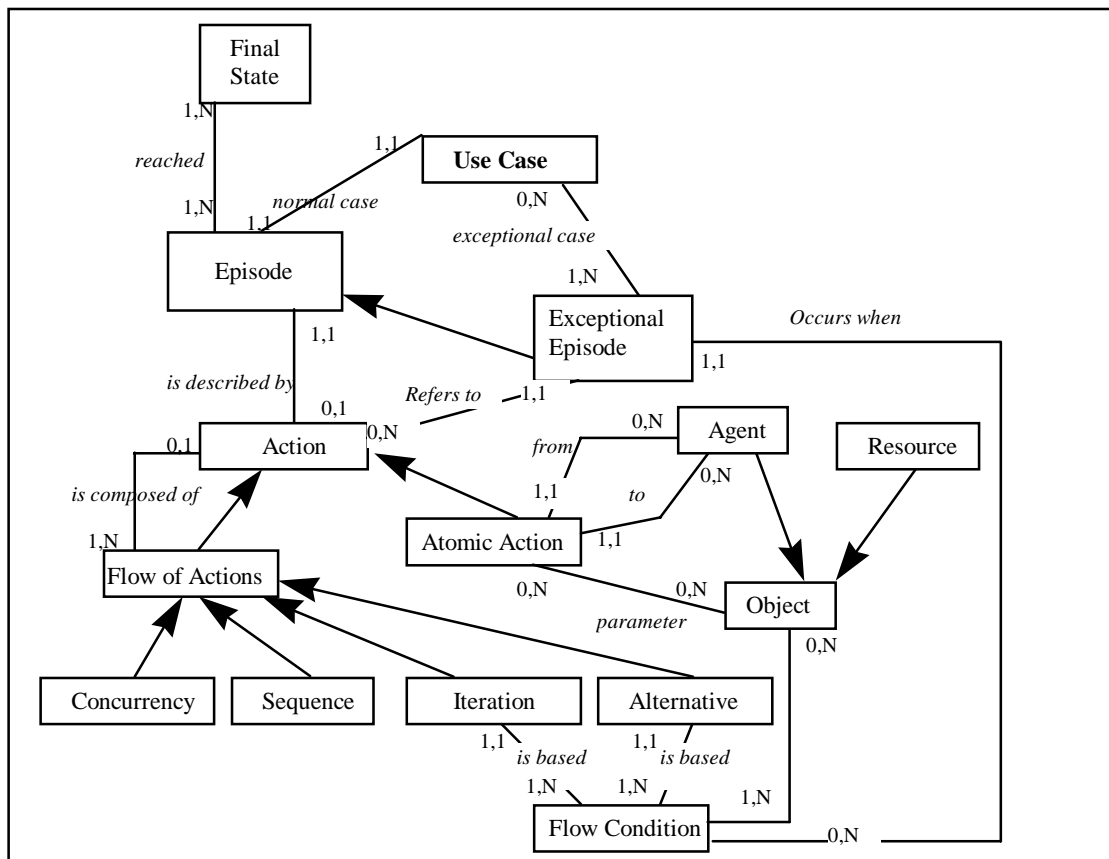 Final
State
1,N
reached
1,N
1,1
Use Case
normal case
1,1
0,N
exceptional case
1,N
Episode
Exceptional
Episode
Occurs when
1,1
1,1
is described by
Refers to
1,1
0,1
0,N
0,N
Agent
Resource
Action
0,1
from
0,N
is composed of
1,1
to
1,N
Atomic Action
1,1
Flow of Actions
0,N
0,N
Object
parameter
0,N
Concurrency
Sequence
Iteration
Alternative
1,1
is based
1,1
is based
1,N
1,N
1,N
Flow Condition
0,N